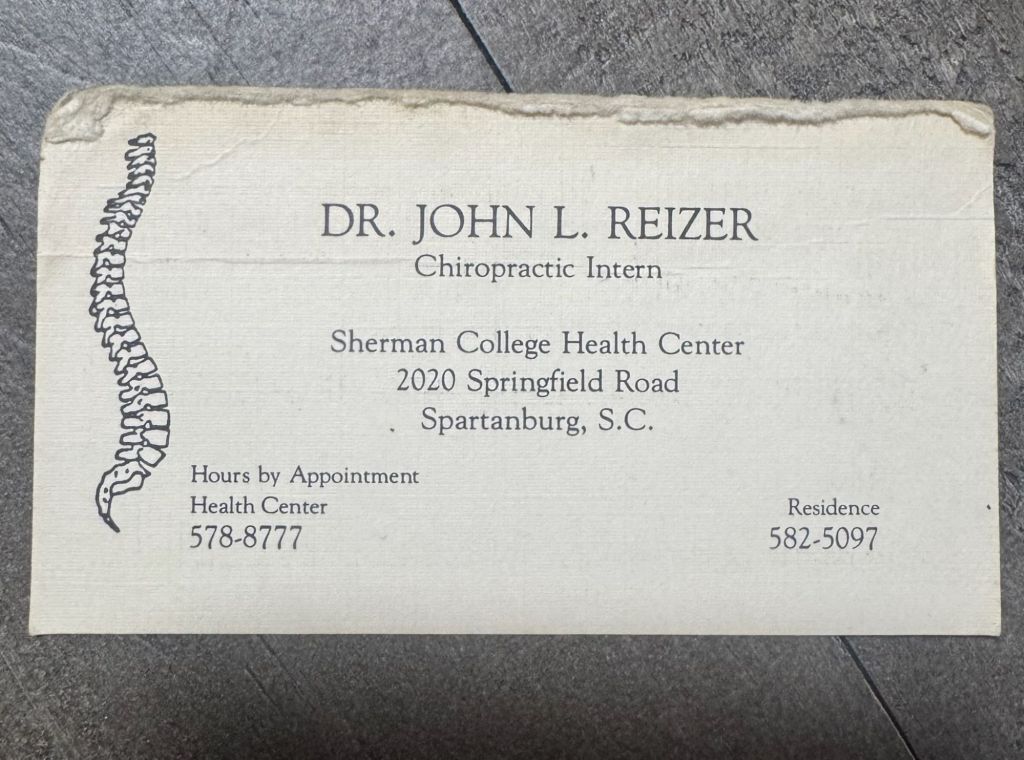 DR. JOHN L. REIZER
Chiropractic Intern
Sherman College Health Center
2020 Springfield Road
Spartanburg, S.C.
Hours by Appointment
Health Center
578-8777
Residence
582-5097